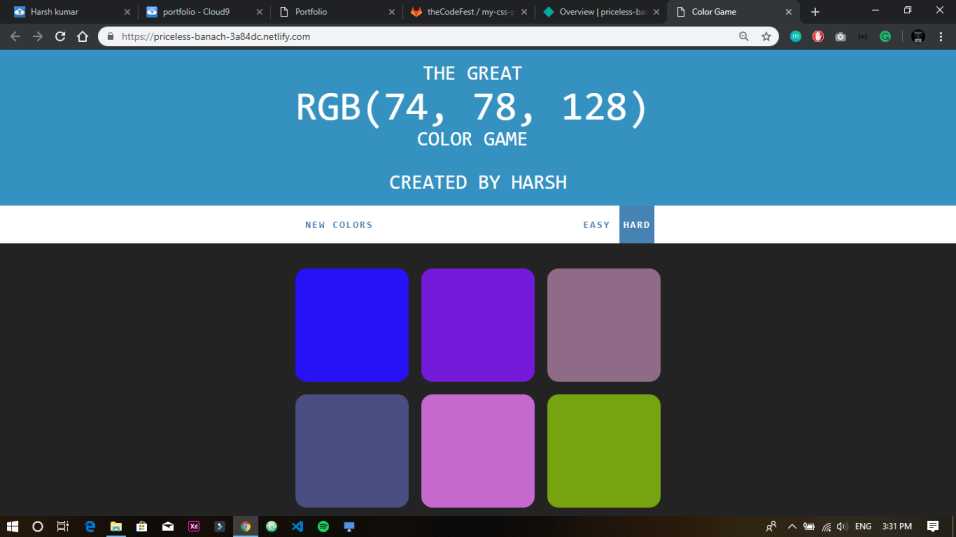 Harsh kumar
portfolio - Cloud9
Portfolio
theCodeFest / my-css-
Overview | priceless-ba
Color Game
https://priceless-banach-3a84dc.netlify.com
THE GREAT
RGB(74, 78, 128)
COLOR GAME
CREATED BY HARSH
NEW COLORS
EASY
HARD
Xd
ENG
3:31 PM